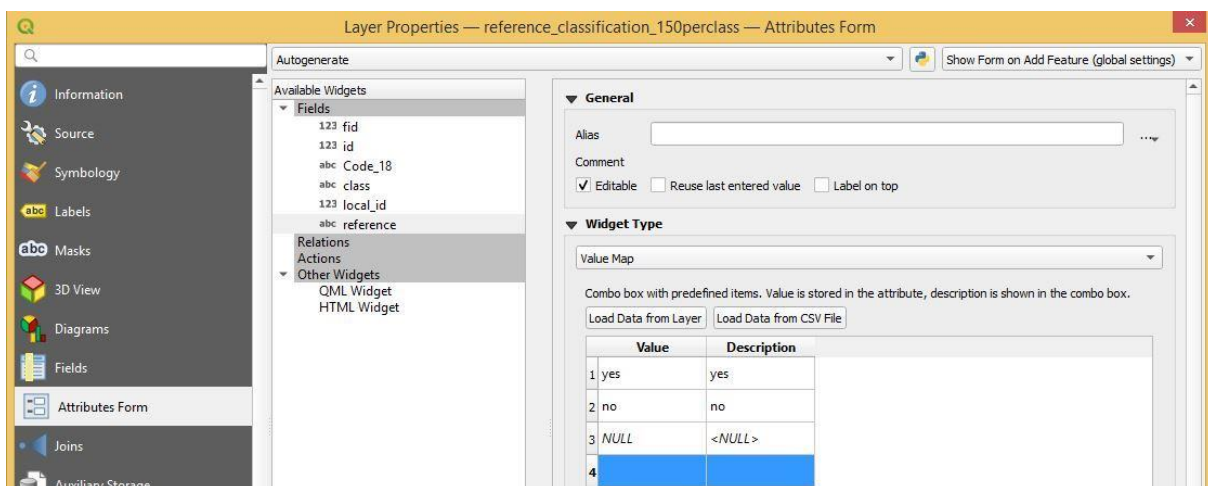 Layer Properties — reference_classification_150perclass — Attributes Form
Autogenerate
Show Form on Add Feature (global settings)
Information
Source
Symbology
abc Labels
abc Masks
3D View
Diagrams
Fields
Attributes Form
Joins
Auxiliary Storage
Available Widgets
Fields
123 fid
123 id
abc Code_18
abc class
123 local_id
abc reference
Relations
Actions
Other Widgets
QML Widget
HTML Widget
General
Alias
...
Comment
Editable Reuse last entered value Label on top
Widget Type
Value Map
Combo box with predefined items. Value is stored in the attribute, description is shown in the combo box.
Load Data from Layer Load Data from CSV File
Value Description
1 yes yes
2 no no
3 NULL <NULL>
4